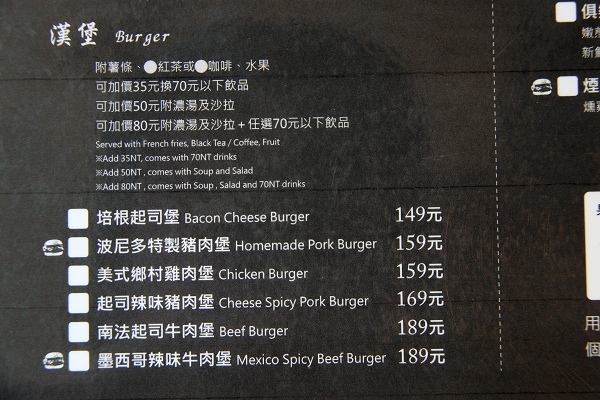 漢堡 Burger
附薯條、●紅茶或●咖啡、水果
可加價35元換70元以下飲品
可加價50元附濃湯及沙拉
可加價80元附濃湯及沙拉+任選70元以下飲品
Served with French fries, Black Tea / Coffee, Fruit
※Add 35NT, comes with 70NT drinks
※Add 50NT , comes with Soup and Salad
※Add 80NT , comes with Soup , Salad and 70NT drinks
培根起司堡 Bacon Cheese Burger 149元
波尼多特製豬肉堡 Homemade Pork Burger 159元
美式鄉村雞肉堡 Chicken Burger 159元
起司辣味豬肉堡 Cheese Spicy Pork Burger 169元
南法起司牛肉堡 Beef Burger 189元
墨西哥辣味牛肉堡 Mexico Spicy Beef Burger 189元
俱
嫩煎
新鮮
煙
燻
用
個